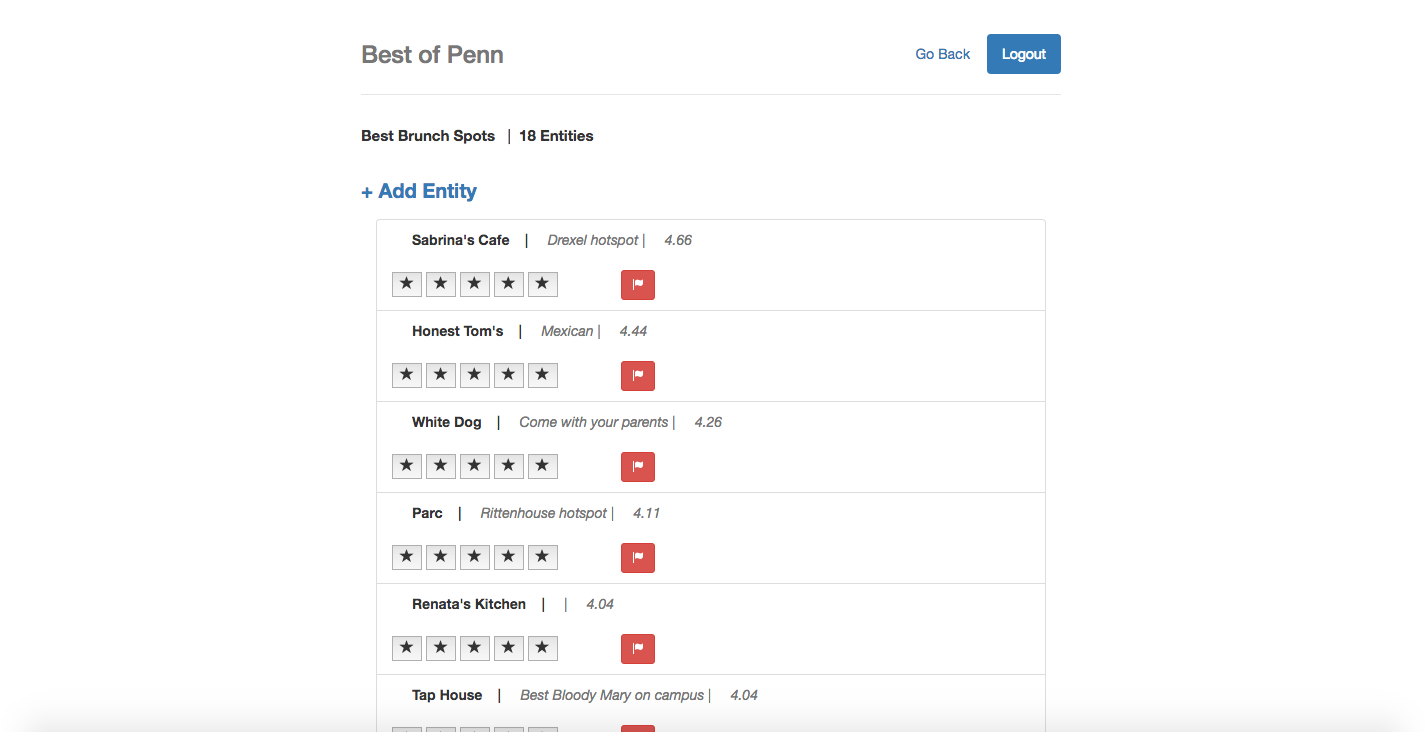 Best of Penn
Go Back
Logout
Best Brunch Spots | 18 Entities
+ Add Entity
Sabrina's Cafe | Drexel hotspot | 4.66
Honest Tom's | Mexican | 4.44
White Dog | Come with your parents | 4.26
Parc | Rittenhouse hotspot | 4.11
Renata's Kitchen | | 4.04
Tap House | Best Bloody Mary on campus | 4.04